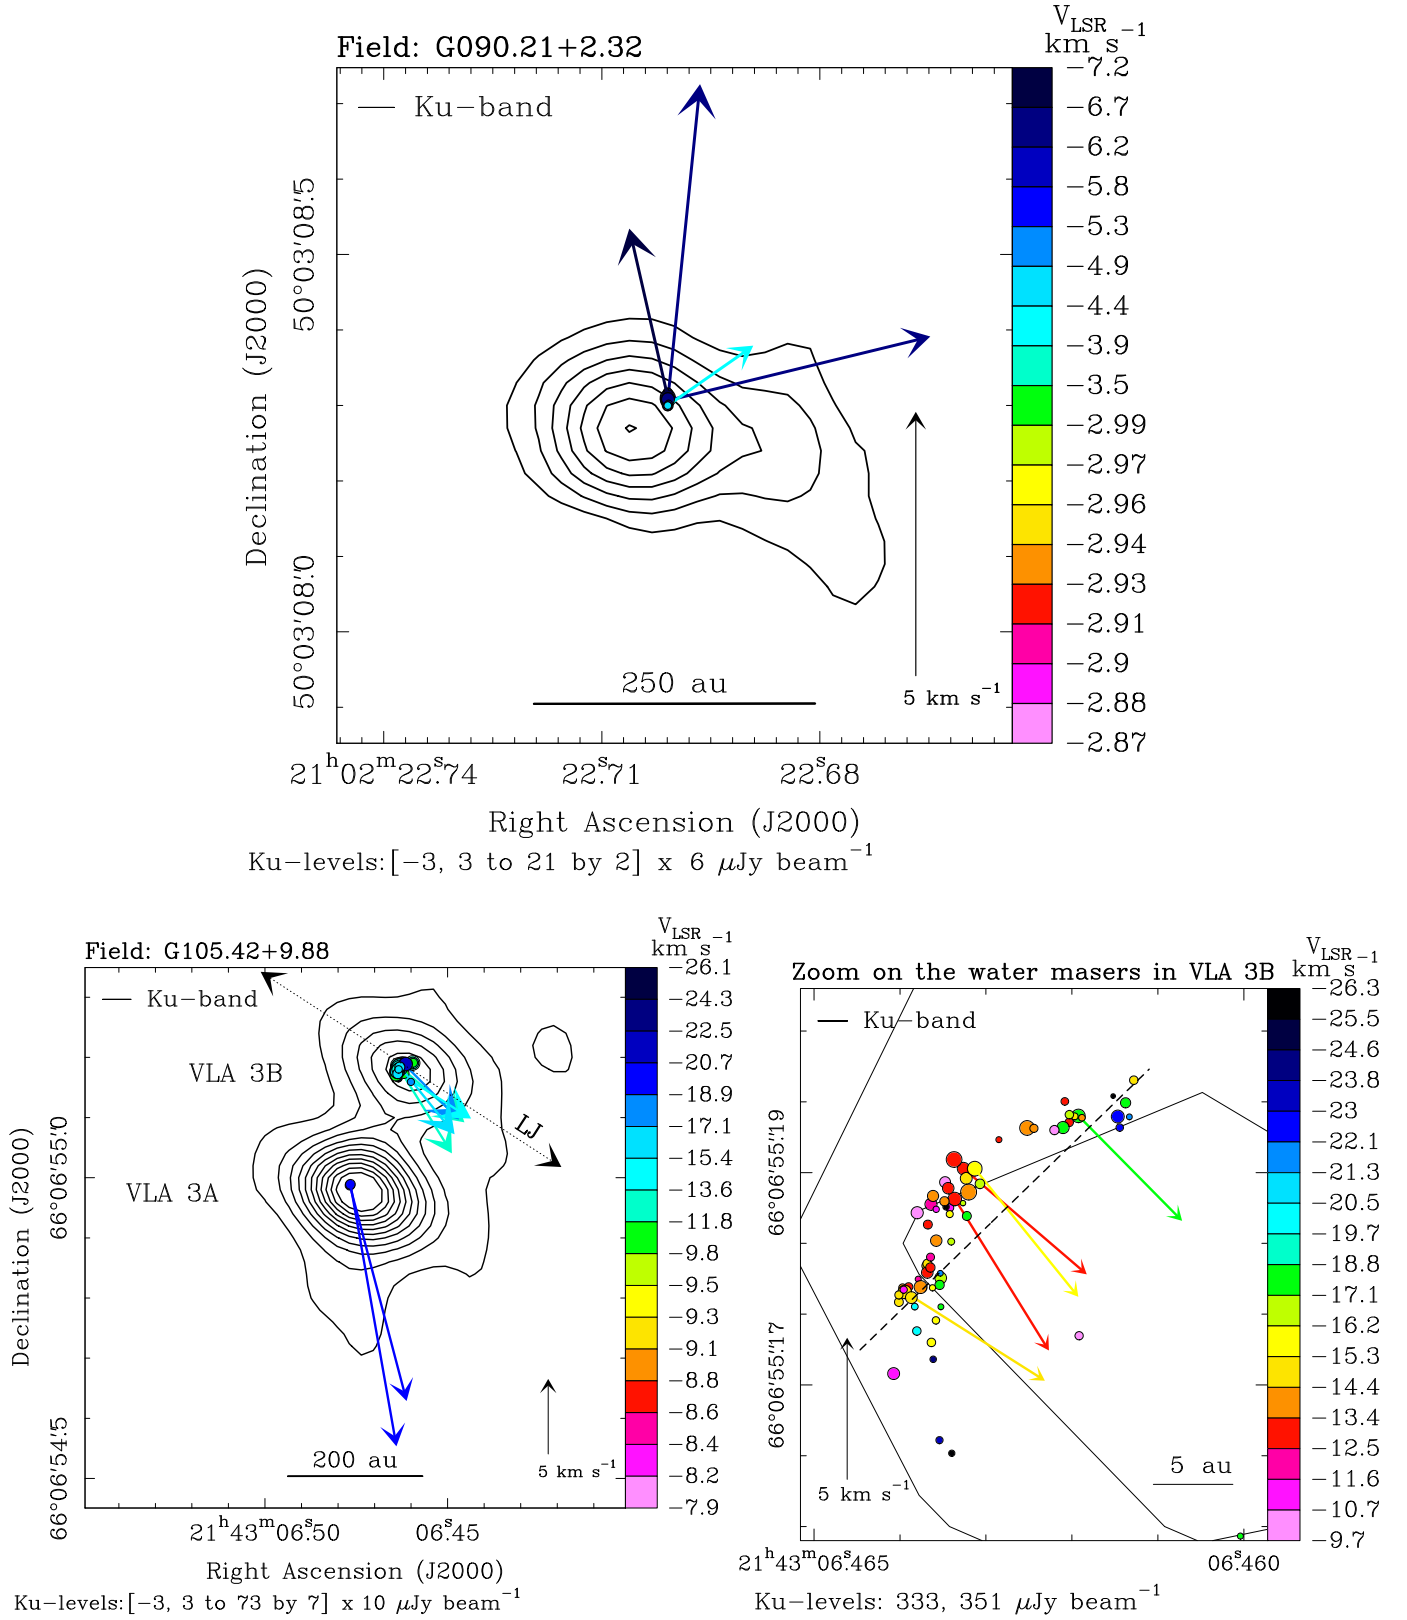 Field: G090.21+2.32
V_LSR
km s⁻¹
Ku−band
−7.2
−6.7
−6.2
−5.8
−5.3
−4.9
−4.4
−3.9
−3.5
−2.99
−2.97
−2.96
−2.94
−2.93
−2.91
−2.9
−2.88
−2.87
Declination (J2000)
50°03′08″.5
50°03′08″.0
250 au
5 km s⁻¹
21ʰ02ᵐ22ˢ.74
22ˢ.71
22ˢ.68
Right Ascension (J2000)
Ku−levels:[−3, 3 to 21 by 2] x 6 μJy beam⁻¹
Field: G105.42+9.88
V_LSR
km s⁻¹
Ku−band
VLA 3B
VLA 3A
LJ
−26.1
−24.3
−22.5
−20.7
−18.9
−17.1
−15.4
−13.6
−11.8
−9.8
−9.5
−9.3
−9.1
−8.8
−8.6
−8.4
−8.2
−7.9
Declination (J2000)
66°06′55″.0
66°06′54″.5
200 au
5 km s⁻¹
21ʰ43ᵐ06ˢ.50
06ˢ.45
Right Ascension (J2000)
Ku−levels:[−3, 3 to 73 by 7] x 10 μJy beam⁻¹
Zoom on the water masers in VLA 3B
V_LSR
km s⁻¹
Ku−band
−26.3
−25.5
−24.6
−23.8
−23
−22.1
−21.3
−20.5
−19.7
−18.8
−17.1
−16.2
−15.3
−14.4
−13.4
−12.5
−11.6
−10.7
−9.7
66°06′55″.19
66°06′55″.17
5 au
5 km s⁻¹
21ʰ43ᵐ06ˢ.465
06ˢ.460
Ku−levels: 333, 351 μJy beam⁻¹